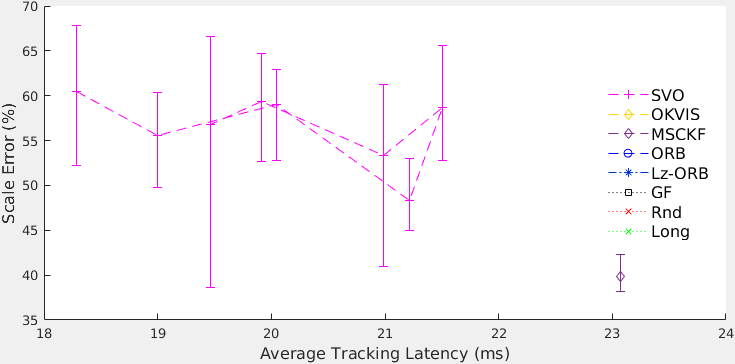 70
65
60
55
50
45
40
35
Scale Error (%)
SVO
OKVIS
MSCKF
ORB
Lz-ORB
GF
Rnd
Long
18 19 20 21 22 23 24
Average Tracking Latency (ms)